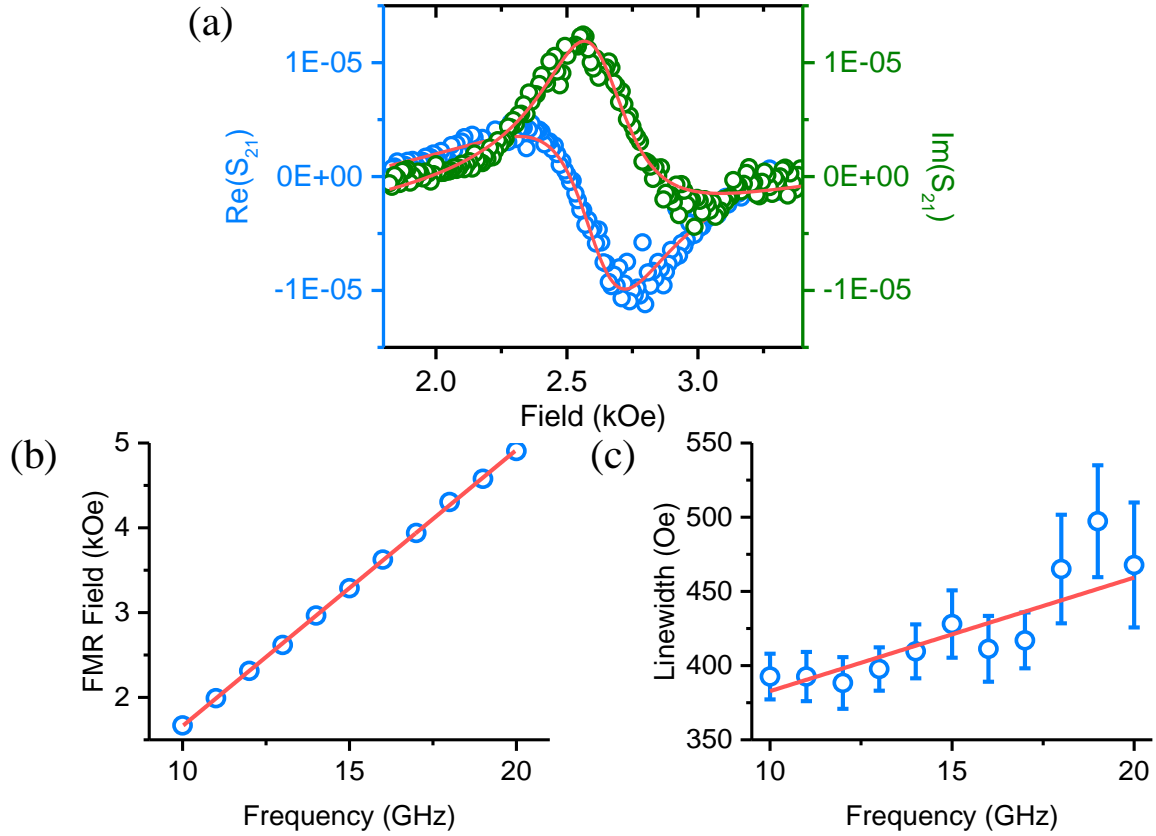 (a)
1E-05
0E+00
-1E-05
Re(S21)
1E-05
0E+00
-1E-05
Im(S21)
2.0 2.5 3.0
Field (kOe)
(b)
5
4
3
2
FMR Field (kOe)
10 15 20
Frequency (GHz)
(c)
550
500
450
400
350
Linewidth (Oe)
10 15 20
Frequency (GHz)